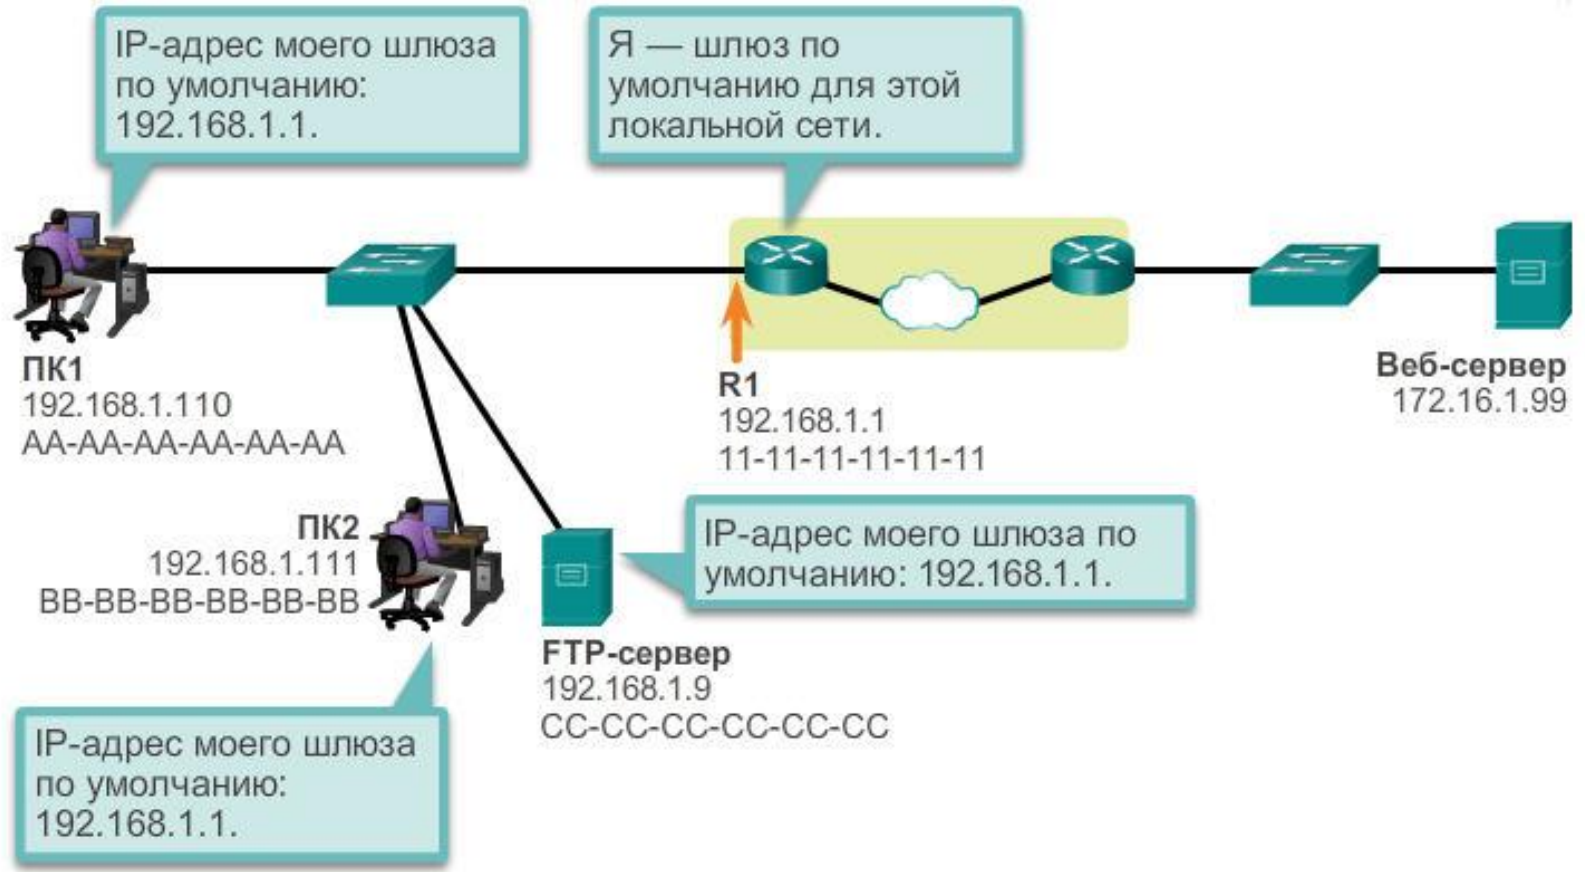 IP-адрес моего шлюза
по умолчанию:
192.168.1.1.
Я — шлюз по
умолчанию для этой
локальной сети.
ПК1
192.168.1.110
AA-AA-AA-AA-AA-AA
R1
192.168.1.1
11-11-11-11-11-11
Веб-сервер
172.16.1.99
ПК2
192.168.1.111
BB-BB-BB-BB-BB-BB
IP-адрес моего шлюза по
умолчанию: 192.168.1.1.
FTP-сервер
192.168.1.9
CC-CC-CC-CC-CC-CC
IP-адрес моего шлюза
по умолчанию:
192.168.1.1.